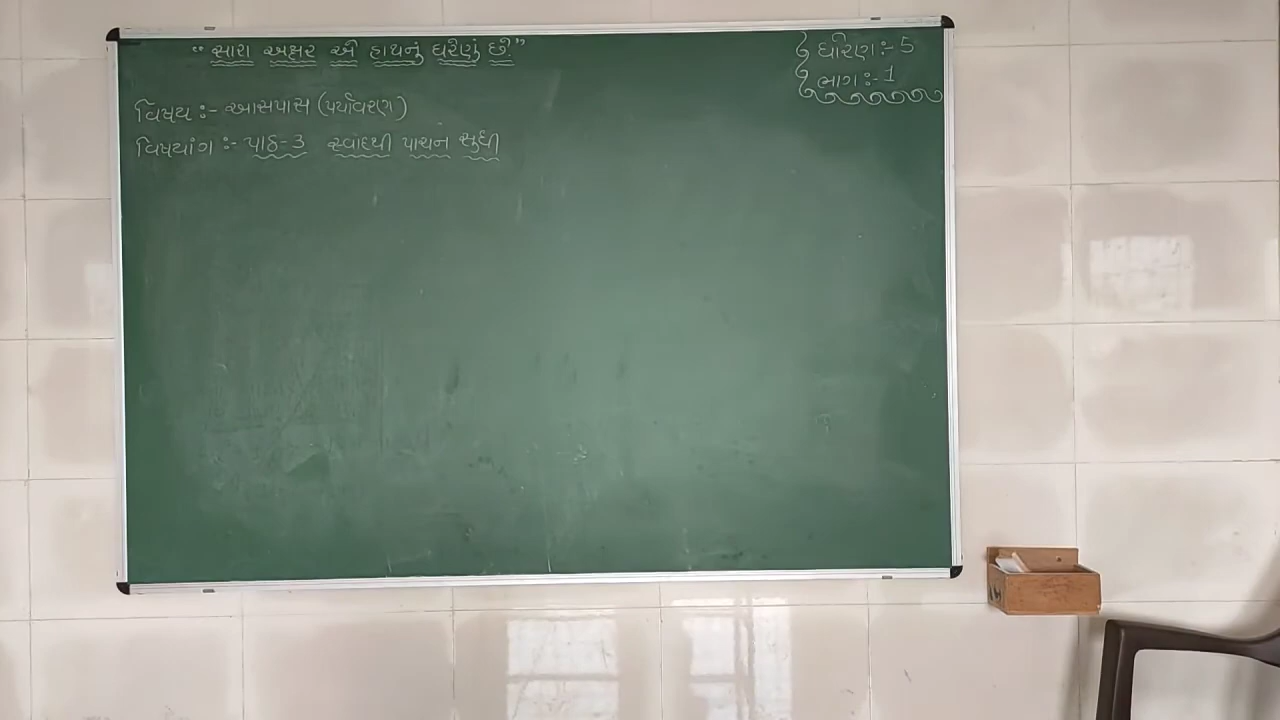 “ સારા અક્ષર એ હાથનું ઘરેણું છે.”
ધોરણ :- 5
ભાગ :- 1
વિષય :- આસપાસ (પર્યાવરણ)
વિષયાંગ :- પાઠ-3 સ્વાદથી પાચન સુધી